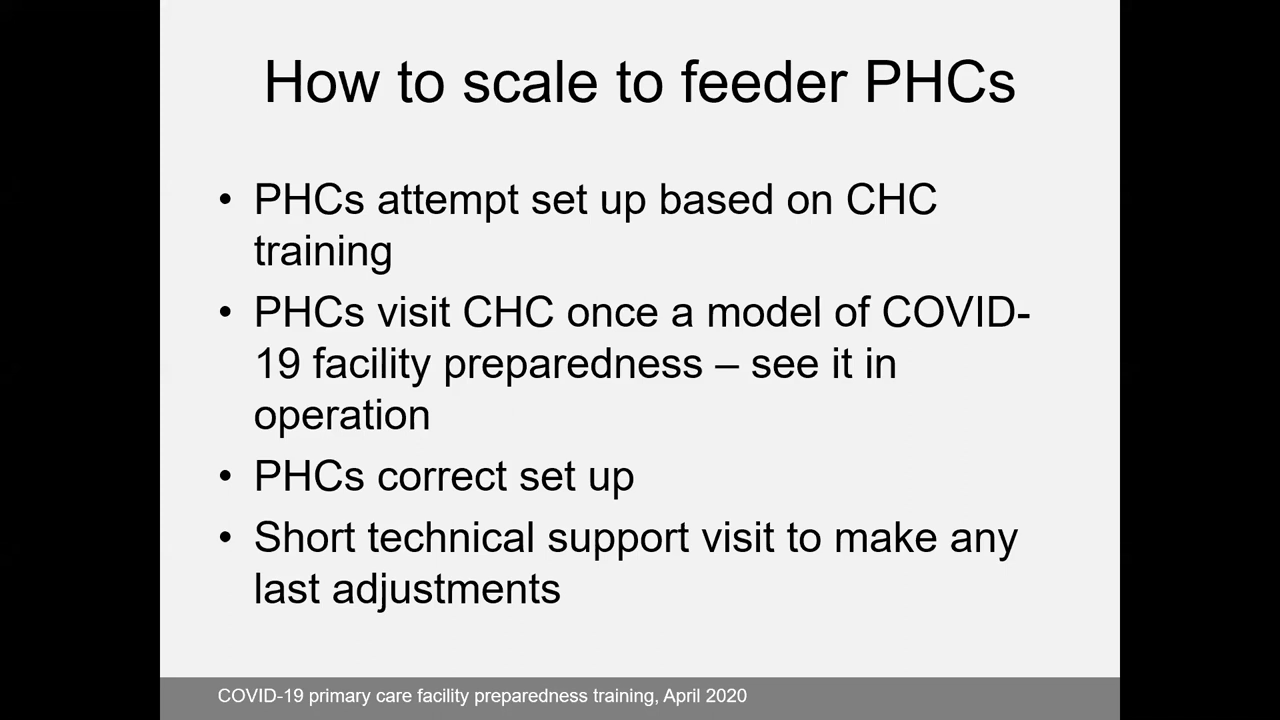 How to scale to feeder PHCs
• PHCs attempt set up based on CHC
training
• PHCs visit CHC once a model of COVID-
19 facility preparedness – see it in
operation
• PHCs correct set up
• Short technical support visit to make any
last adjustments
COVID-19 primary care facility preparedness training, April 2020